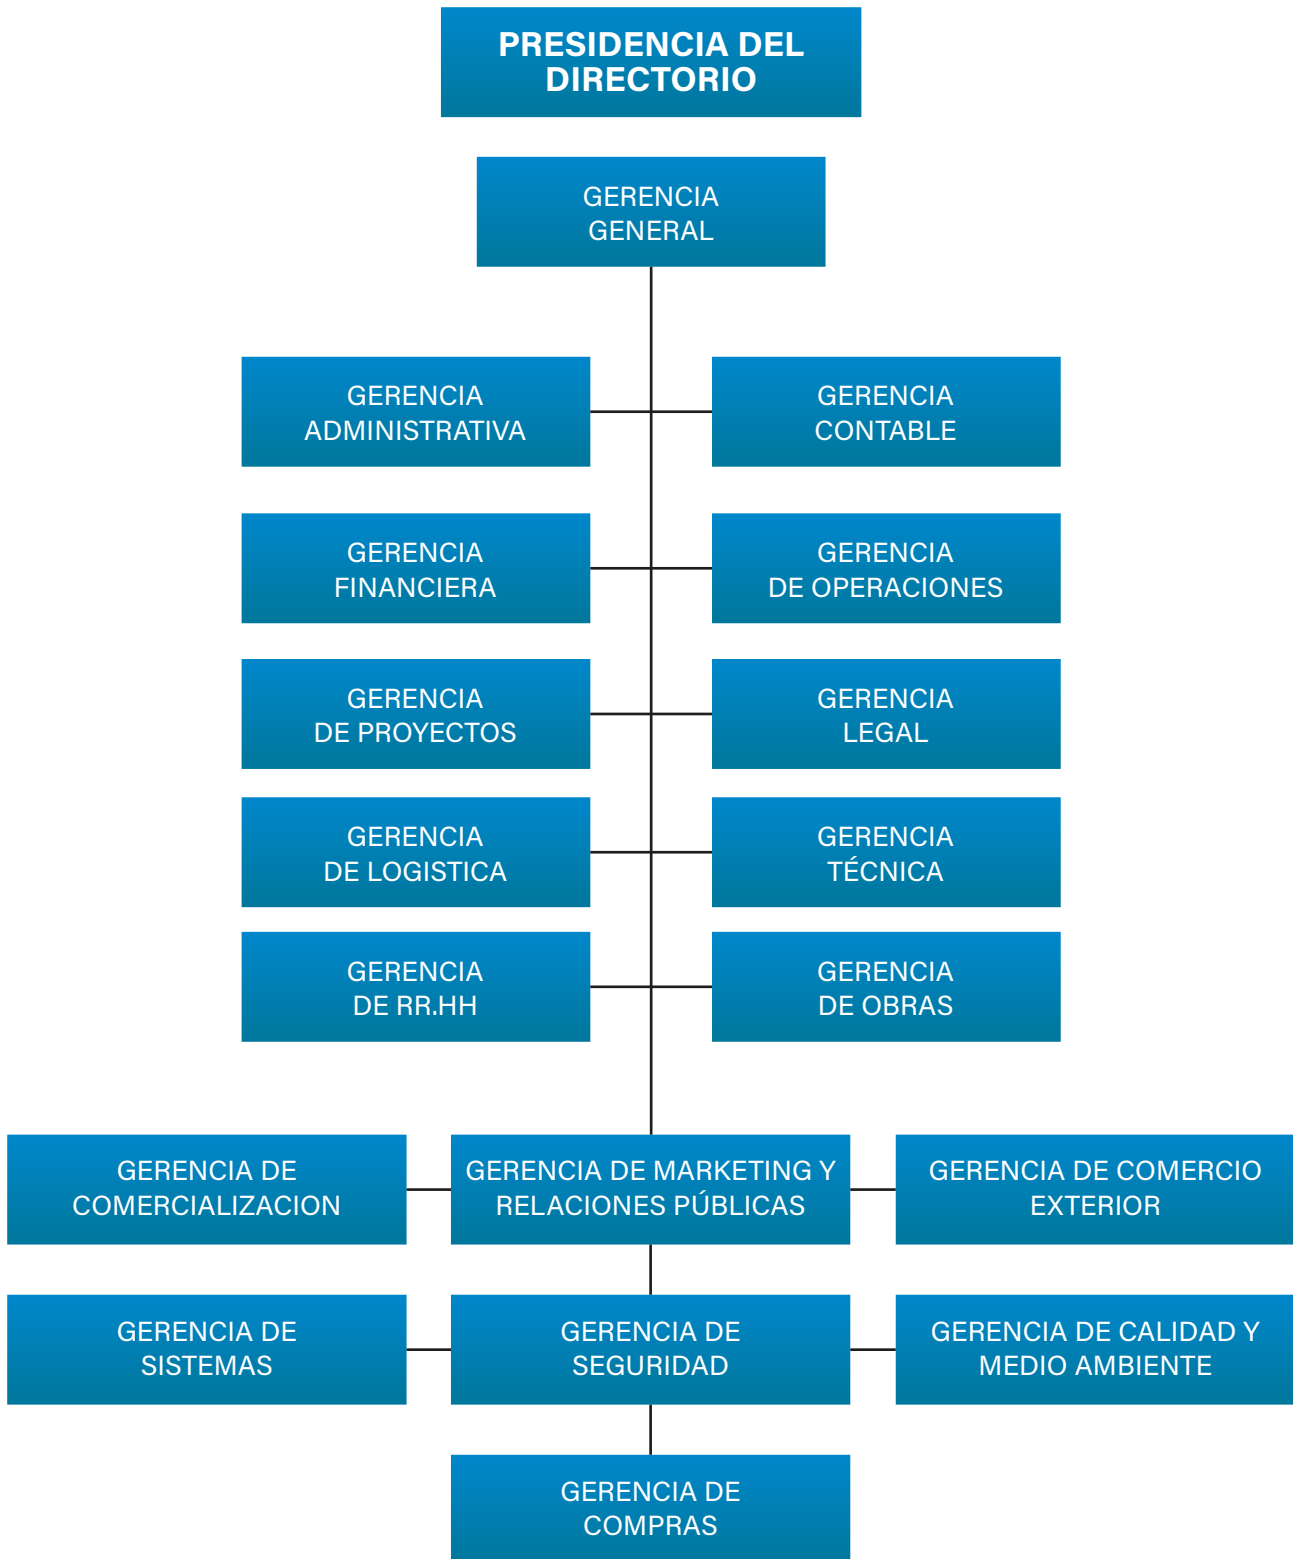 PRESIDENCIA DEL
DIRECTORIO
GERENCIA
GENERAL
GERENCIA
ADMINISTRATIVA
GERENCIA
CONTABLE
GERENCIA
FINANCIERA
GERENCIA
DE OPERACIONES
GERENCIA
DE PROYECTOS
GERENCIA
LEGAL
GERENCIA
DE LOGISTICA
GERENCIA
TÉCNICA
GERENCIA
DE RR.HH
GERENCIA
DE OBRAS
GERENCIA DE
COMERCIALIZACION
GERENCIA DE MARKETING Y
RELACIONES PÚBLICAS
GERENCIA DE COMERCIO
EXTERIOR
GERENCIA DE
SISTEMAS
GERENCIA DE
SEGURIDAD
GERENCIA DE CALIDAD Y
MEDIO AMBIENTE
GERENCIA DE
COMPRAS